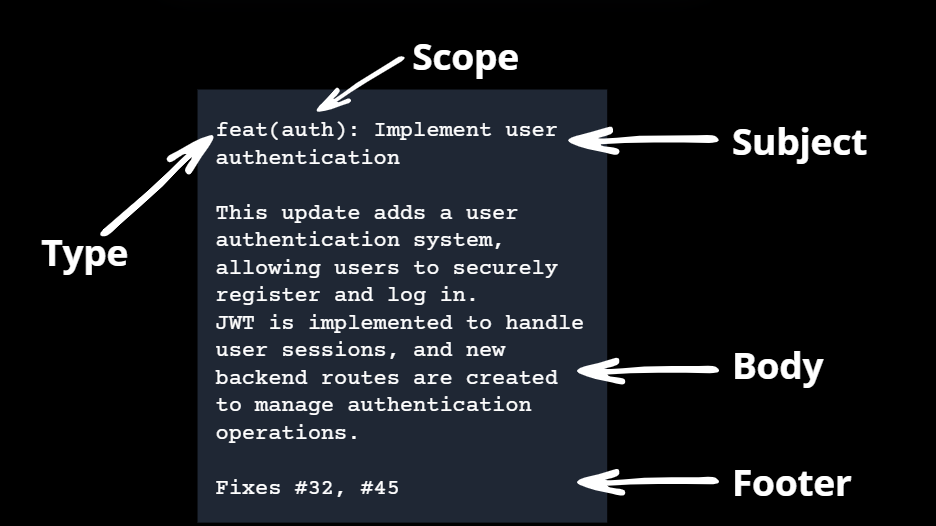 Scope
feat(auth): Implement user
authentication
Subject
Type
This update adds a user
authentication system,
allowing users to securely
register and log in.
JWT is implemented to handle
user sessions, and new
backend routes are created
to manage authentication
operations.
Body
Fixes #32, #45
Footer